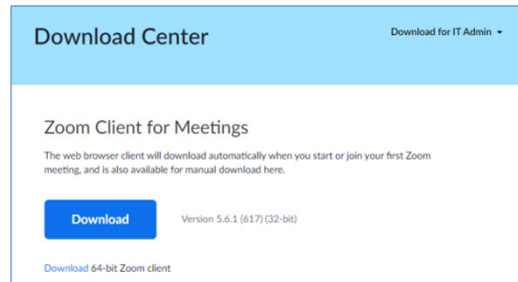 Download Center
Download for IT Admin
Zoom Client for Meetings
The web browser client will download automatically when you start or join your first Zoom
meeting, and is also available for manual download here.
Download
Version 5.6.1 (617) (32-bit)
Download 64-bit Zoom client